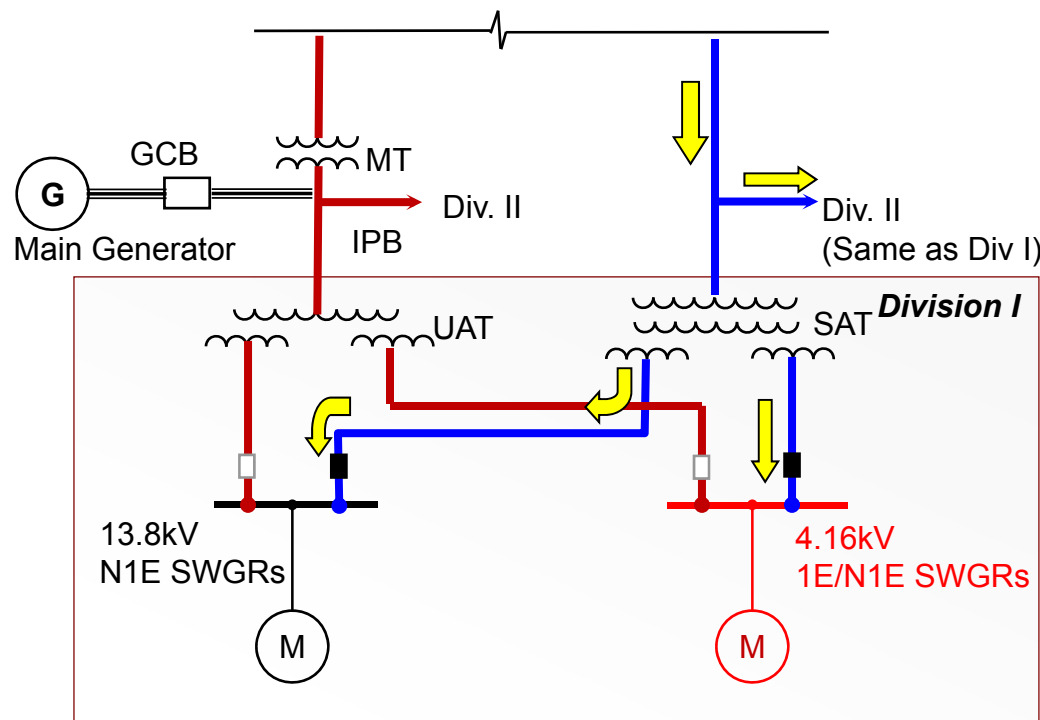 GCB
MT
G
Div. II
Div. II
Main Generator
IPB
(Same as Div I)
Division I
UAT
SAT
13.8kV
N1E SWGRs
4.16kV
1E/N1E SWGRs
M
M